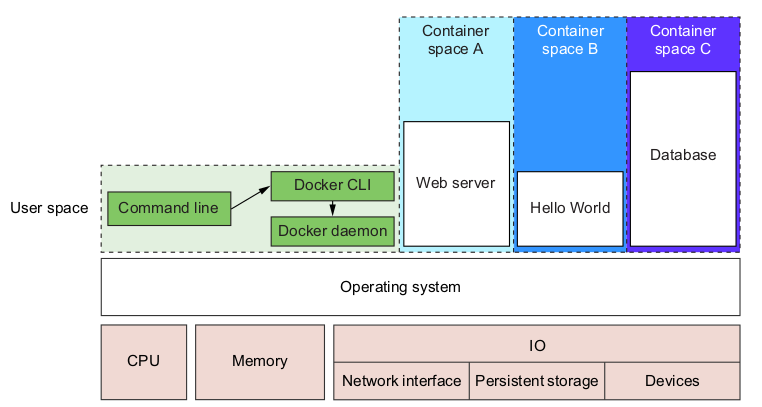 Container
space A
Container
space B
Container
space C
Database
Docker CLI
Web server
User space
Command line
Hello World
Docker daemon
Operating system
CPU
Memory
IO
Network interface
Persistent storage
Devices